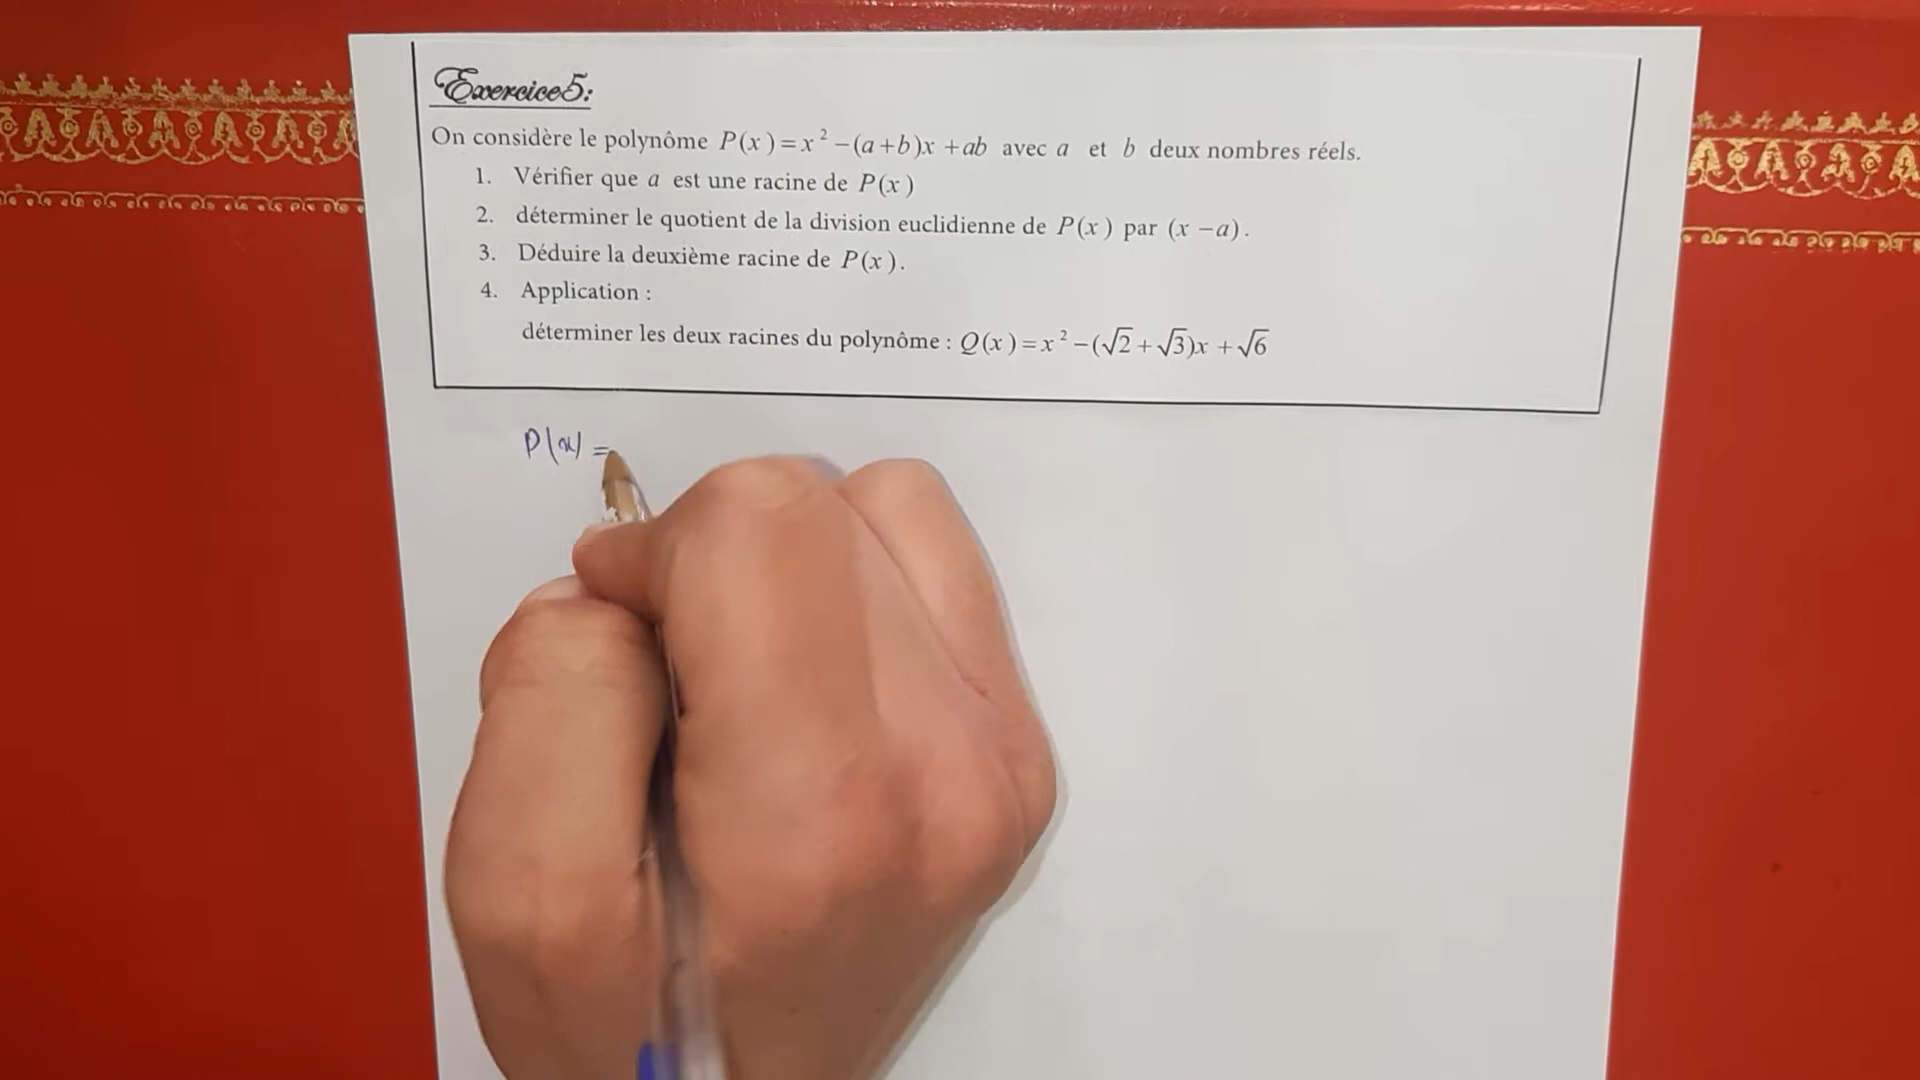 Exercice5:
On considère le polynôme P(x)=x²−(a+b)x+ab avec a et b deux nombres réels.
1. Vérifier que a est une racine de P(x)
2. déterminer le quotient de la division euclidienne de P(x) par (x−a).
3. Déduire la deuxième racine de P(x).
4. Application :
déterminer les deux racines du polynôme : Q(x)=x²−(√2+√3)x+√6
P(x) =